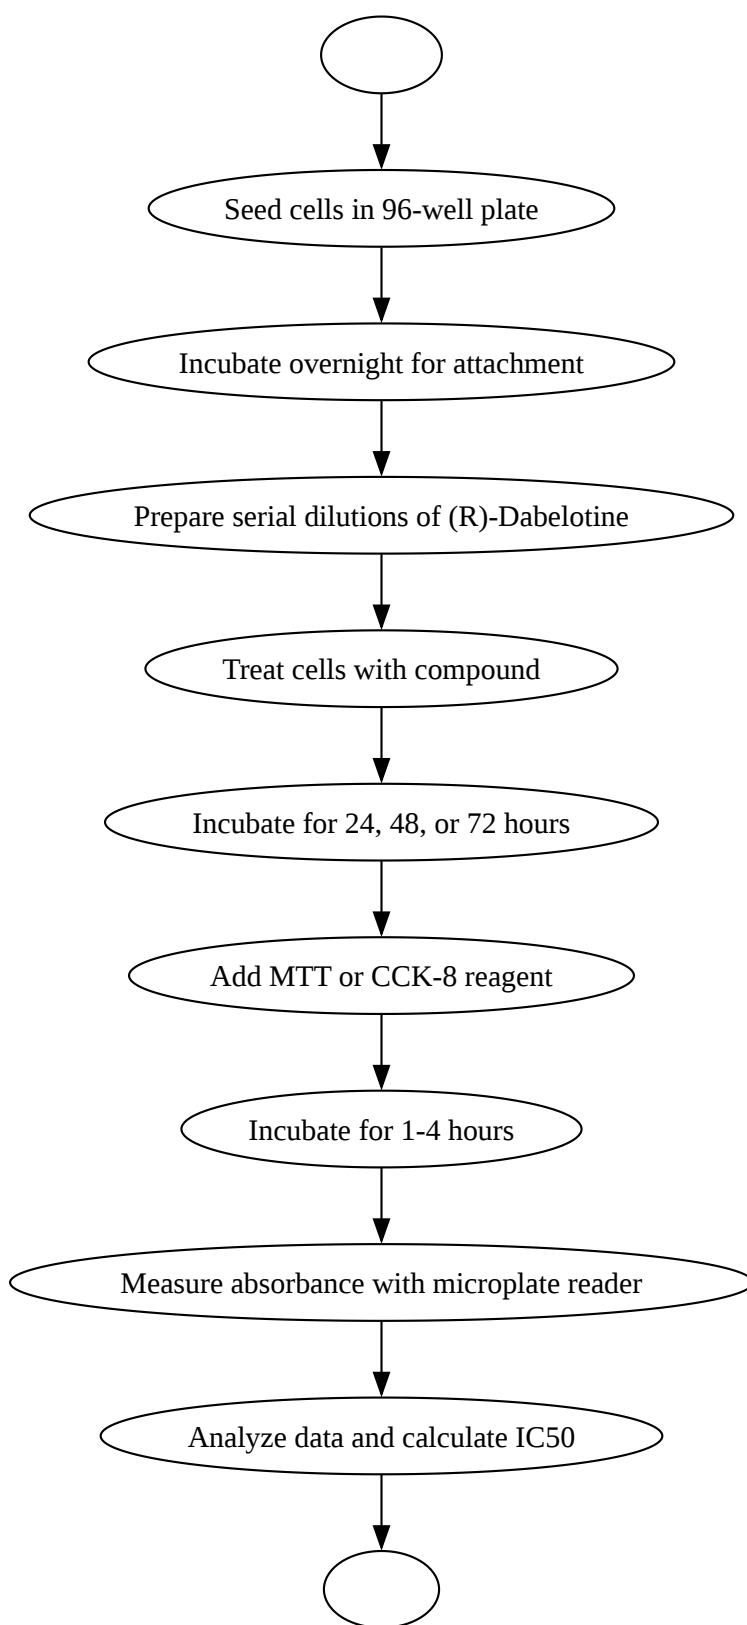 Seed cells in 96-well plate
Incubate overnight for attachment
Prepare serial dilutions of (R)-Dabelotine
Treat cells with compound
Incubate for 24, 48, or 72 hours
Add MTT or CCK-8 reagent
Incubate for 1-4 hours
Measure absorbance with microplate reader
Analyze data and calculate IC50